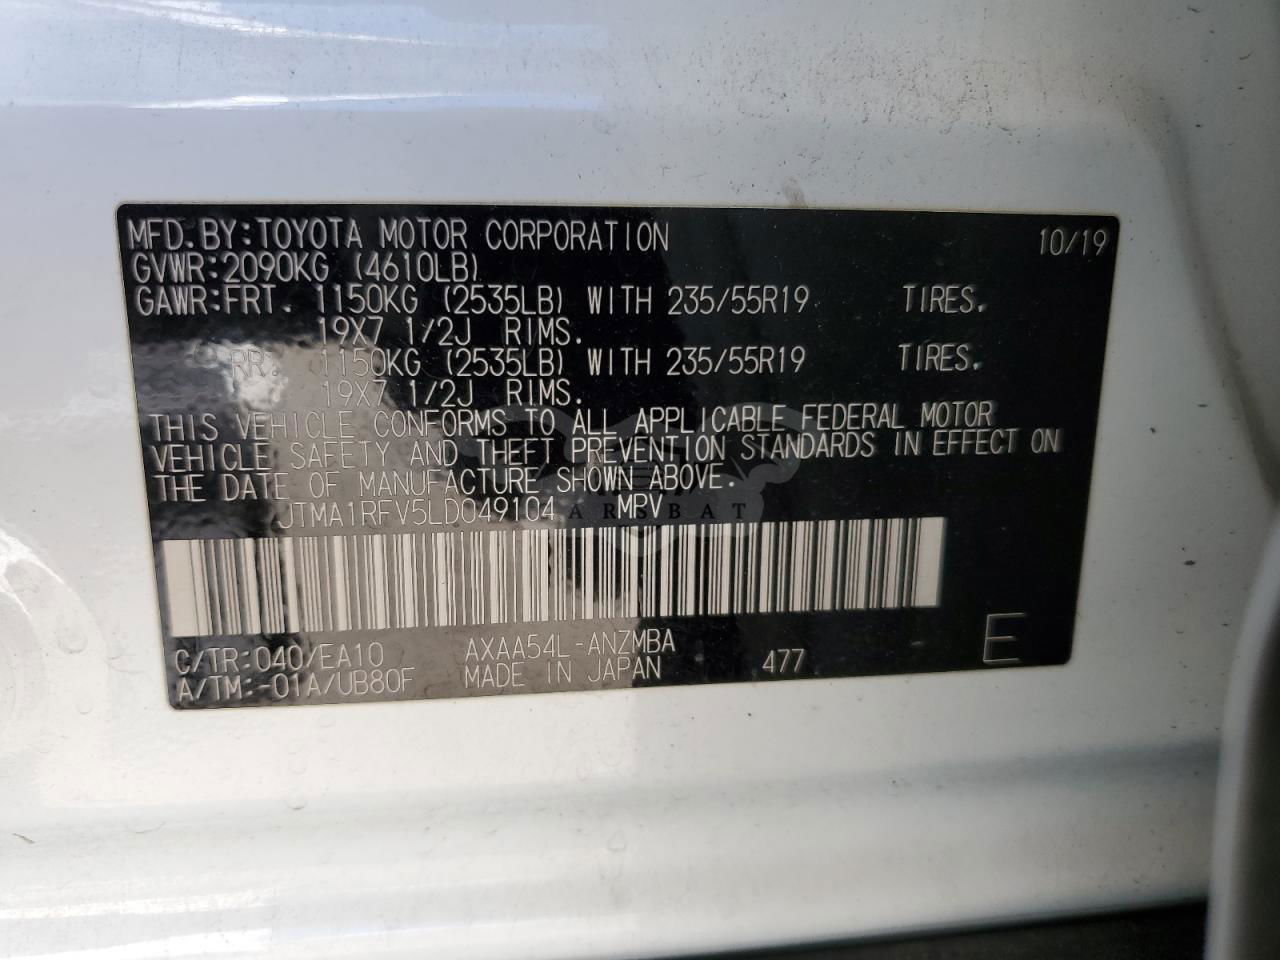 MFD.BY:TOYOTA MOTOR CORPORATION 10/19
GVWR:2090KG (4610LB)
GAWR:FRT. 1150KG (2535LB) WITH 235/55R19 TIRES.
19X7 1/2J RIMS.
RR: 1150KG (2535LB) WITH 235/55R19 TIRES.
19X7 1/2J RIMS.
THIS VEHICLE CONFORMS TO ALL APPLICABLE FEDERAL MOTOR
VEHICLE SAFETY AND THEFT PREVENTION STANDARDS IN EFFECT ON
THE DATE OF MANUFACTURE SHOWN ABOVE.
JTMA1RFV5LD049104 MPV
ARSBAT
C/TR:040/EA10 AXAA54L-ANZMBA
A/TM:-01A/UB80F MADE IN JAPAN 477 E